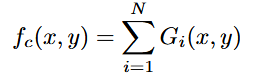 f_c(x, y) = \sum_{i=1}^{N} G_i(x, y)